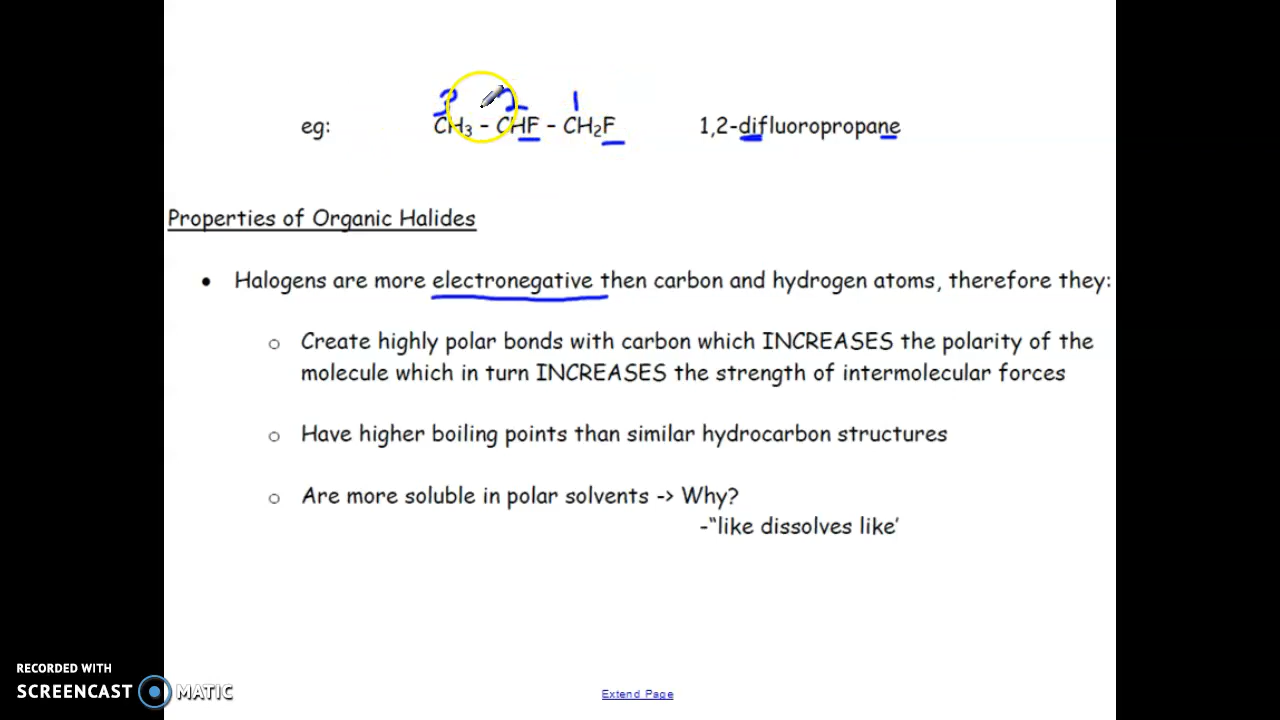 3 2 1
eg: CH₃ - CHF - CH₂F 1,2-difluoropropane
Properties of Organic Halides
• Halogens are more electronegative then carbon and hydrogen atoms, therefore they:
o Create highly polar bonds with carbon which INCREASES the polarity of the
molecule which in turn INCREASES the strength of intermolecular forces
o Have higher boiling points than similar hydrocarbon structures
o Are more soluble in polar solvents -> Why?
-“like dissolves like’
RECORDED WITH
SCREENCAST MATIC
Extend Page